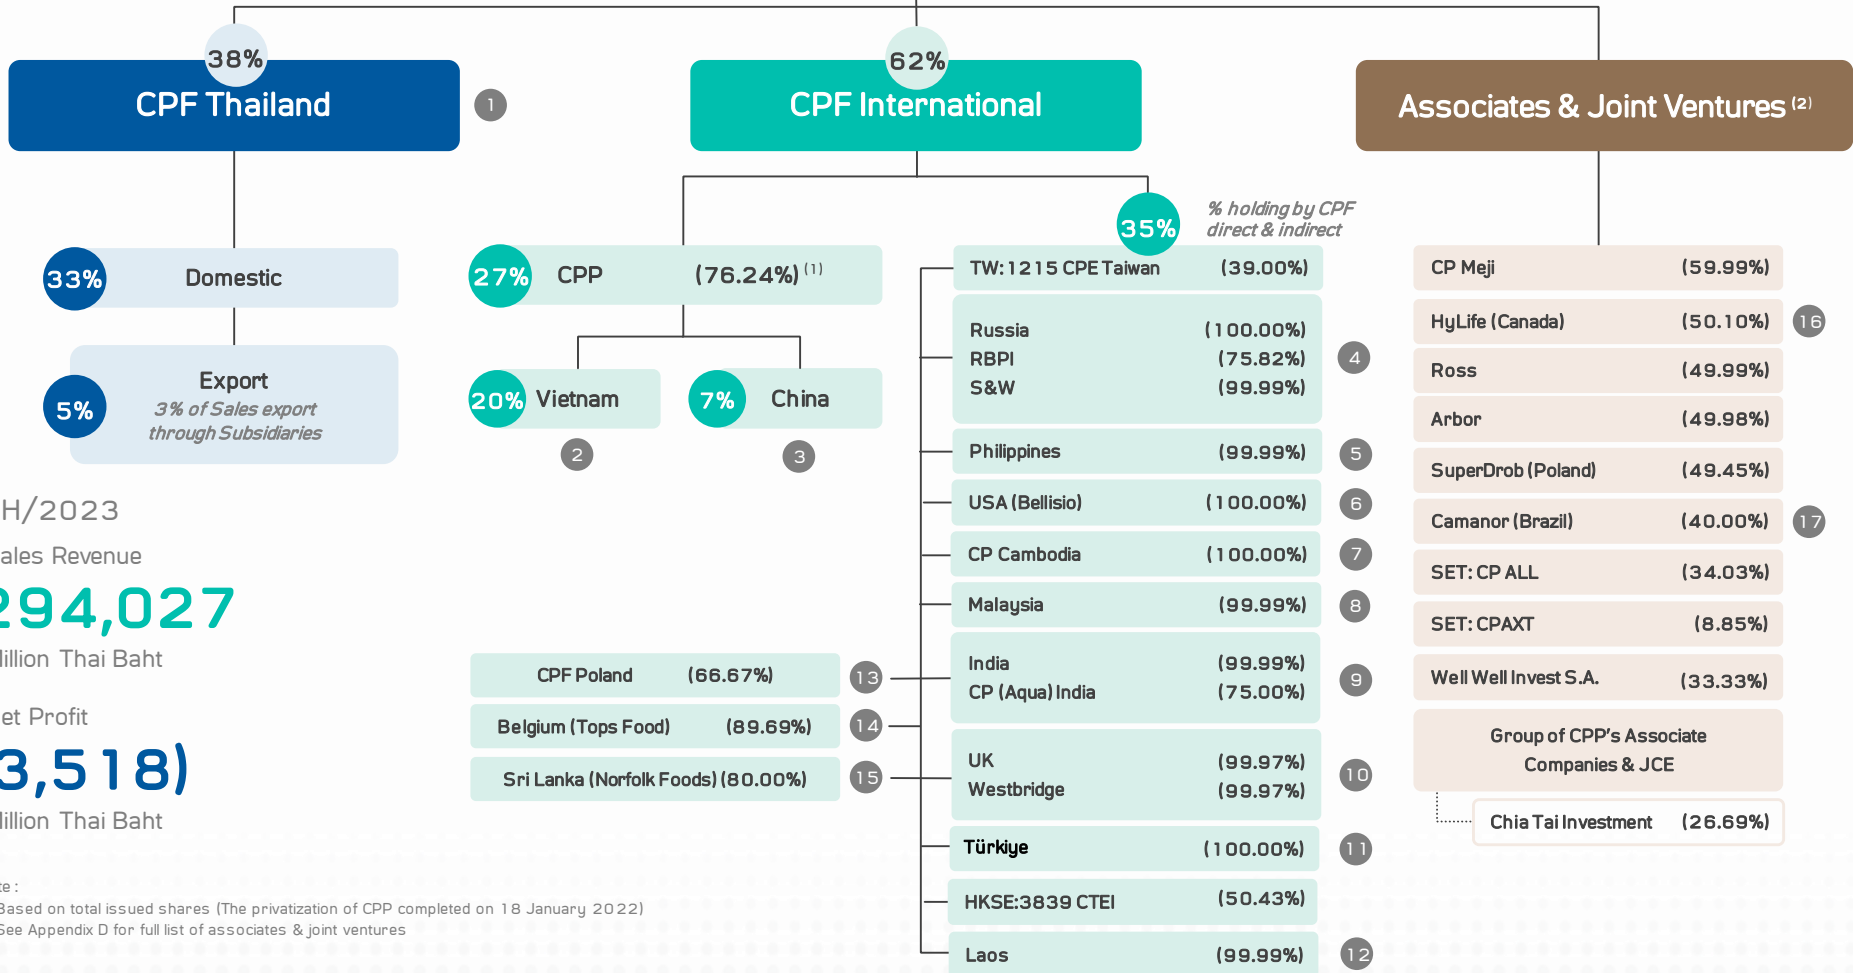 38%
CPF Thailand
1
62%
CPF International
Associates & Joint Ventures (2)
33%
Domestic
5%
Export
3% of Sales export
through Subsidiaries
27%
CPP (76.24%) (1)
20%
Vietnam
2
7%
China
3
35%
% holding by CPF
direct & indirect
TW: 1215 CPE Taiwan (39.00%)
Russia (100.00%)
RBPI (75.82%)
S&W (99.99%)
4
Philippines (99.99%)
5
USA (Bellisio) (100.00%)
6
CP Cambodia (100.00%)
7
Malaysia (99.99%)
8
India (99.99%)
CP (Aqua) India (75.00%)
9
UK (99.97%)
Westbridge (99.97%)
10
Türkiye (100.00%)
11
HKSE:3839 CTEI (50.43%)
Laos (99.99%)
12
CPF Poland (66.67%)
13
Belgium (Tops Food) (89.69%)
14
Sri Lanka (Norfolk Foods) (80.00%)
15
CP Meji (59.99%)
HyLife (Canada) (50.10%)
16
Ross (49.99%)
Arbor (49.98%)
SuperDrob (Poland) (49.45%)
Camanor (Brazil) (40.00%)
17
SET: CP ALL (34.03%)
SET: CPAXT (8.85%)
Well Well Invest S.A. (33.33%)
Group of CPP's Associate
Companies & JCE
Chia Tai Investment (26.69%)
H/2023
ales Revenue
294,027
illion Thai Baht
et Profit
3,518)
illion Thai Baht
te :
Based on total issued shares (The privatization of CPP completed on 18 January 2022)
See Appendix D for full list of associates & joint ventures